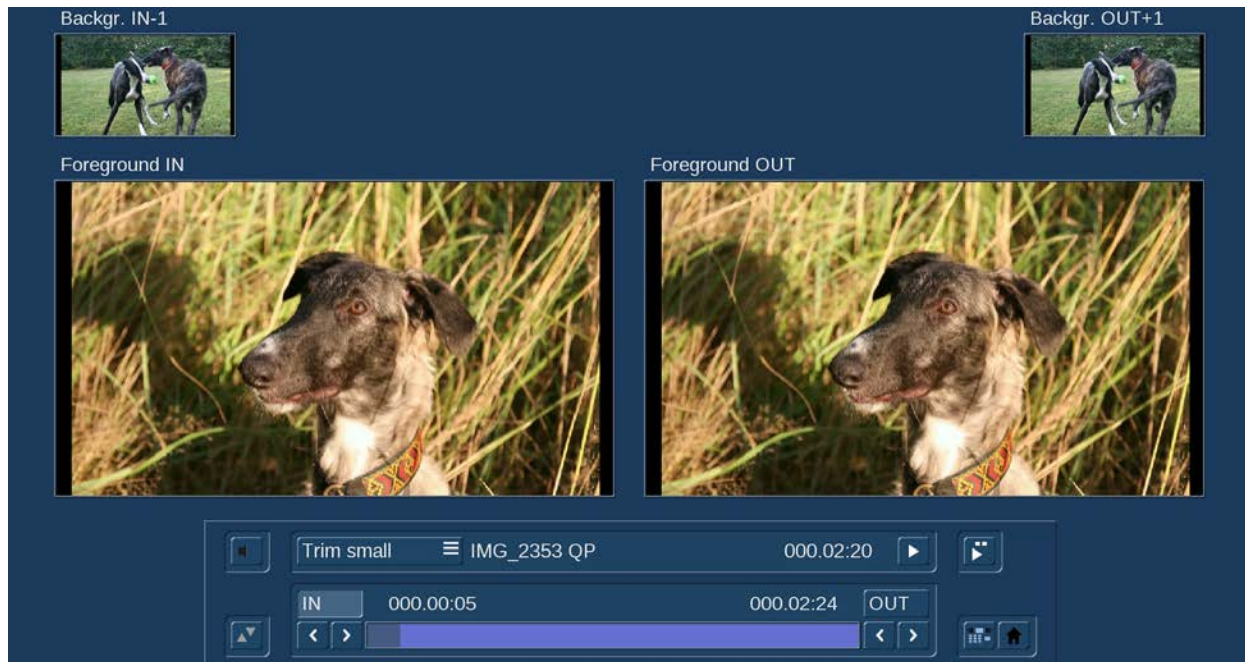 Backgr. IN-1
Backgr. OUT+1
Foreground IN
Foreground OUT
Trim small
IMG_2353 QP
000.02:20
IN
000.00:05
000.02:24
OUT